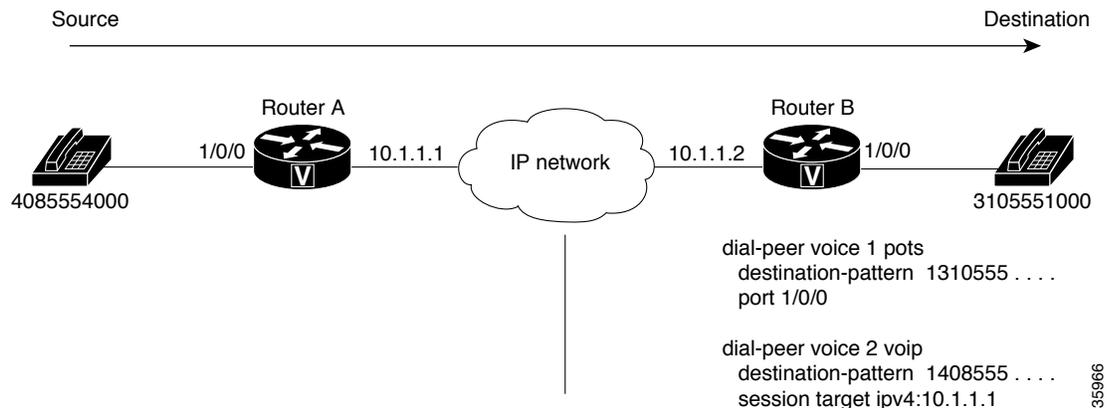 Source
Destination
Router A
Router B
1/0/0
10.1.1.1
IP network
10.1.1.2
1/0/0
V
V
4085554000
3105551000
dial-peer voice 1 pots
destination-pattern 1310555 . . . .
port 1/0/0
dial-peer voice 2 voip
destination-pattern 1408555 . . . .
session target ipv4:10.1.1.1
35966